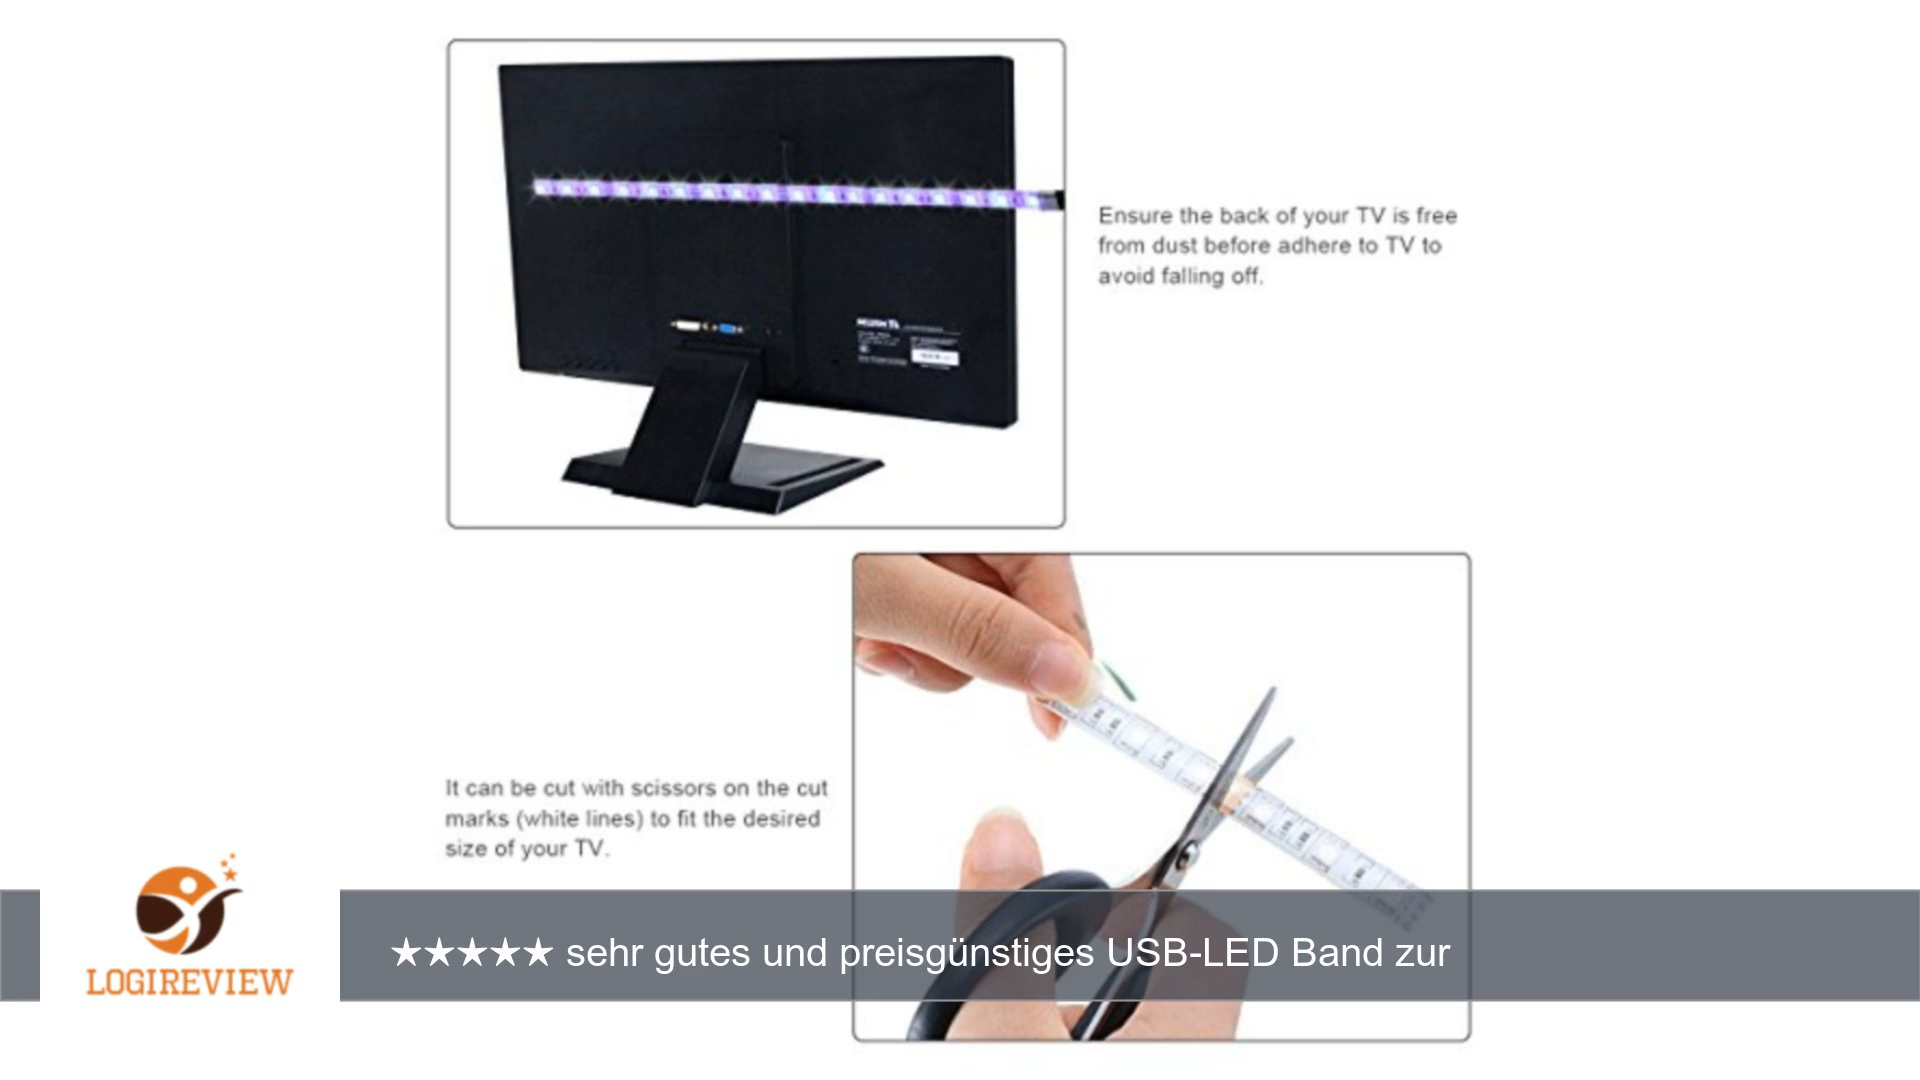 Ensure the back of your TV is free
from dust before adhere to TV to
avoid falling off.
It can be cut with scissors on the cut
marks (white lines) to fit the desired
size of your TV.
LOGIREVIEW
★★★★★ sehr gutes und preisgünstiges USB-LED Band zur